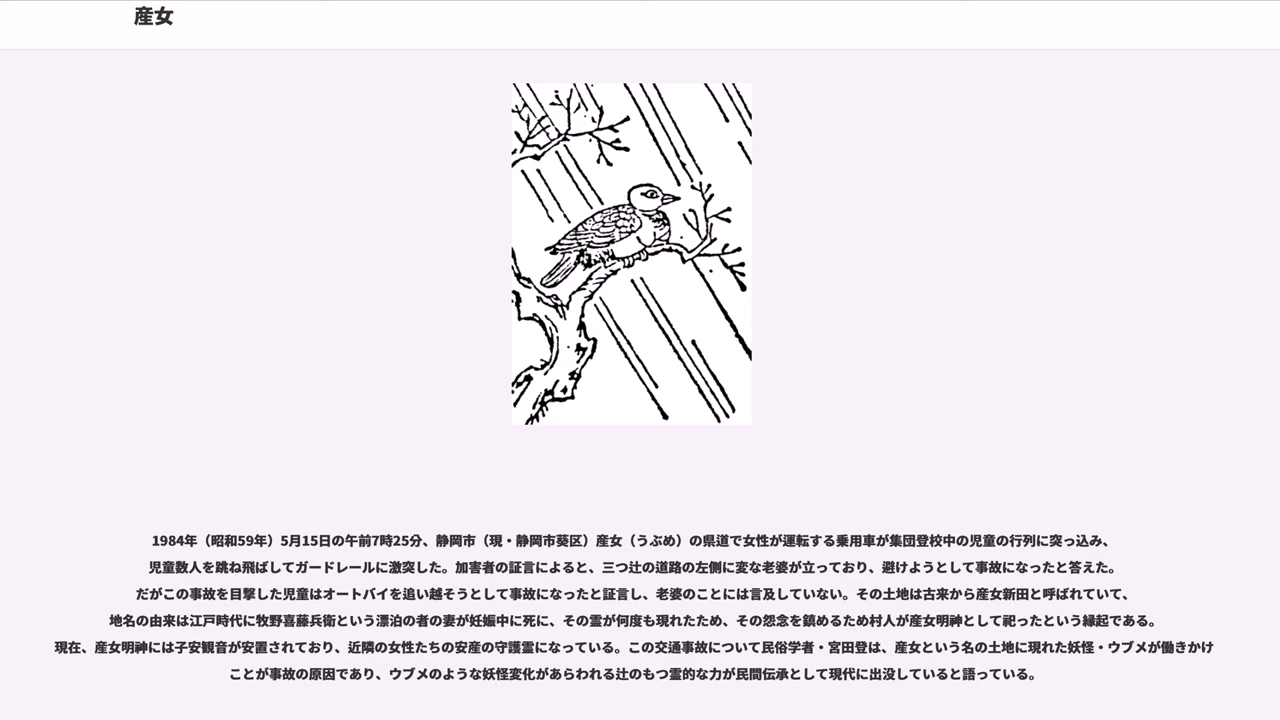 産女
1984年（昭和59年）5月15日の午前7時25分、静岡市（現・静岡市葵区）産女（うぶめ）の県道で女性が運転する乗用車が集団登校中の児童の行列に突っ込み、
児童数人を跳ね飛ばしてガードレールに激突した。加害者の証言によると、三つ辻の道路の左側に変な老婆が立っており、避けようとして事故になったと答えた。
だがこの事故を目撃した児童はオートバイを追い越そうとして事故になったと証言し、老婆のことには言及していない。その土地は古来から産女新田と呼ばれていて、
地名の由来は江戸時代に牧野喜藤兵衛という漂泊の者の妻が妊娠中に死に、その霊が何度も現れたため、その怨念を鎮めるため村人が産女明神として祀ったという縁起である。
現在、産女明神には子安観音が安置されており、近隣の女性たちの安産の守護霊になっている。この交通事故について民俗学者・宮田登は、産女という名の土地に現れた妖怪・ウブメが働きかけ
ことが事故の原因であり、ウブメのような妖怪変化があらわれる辻のもつ霊的な力が民間伝承として現代に出没していると語っている。